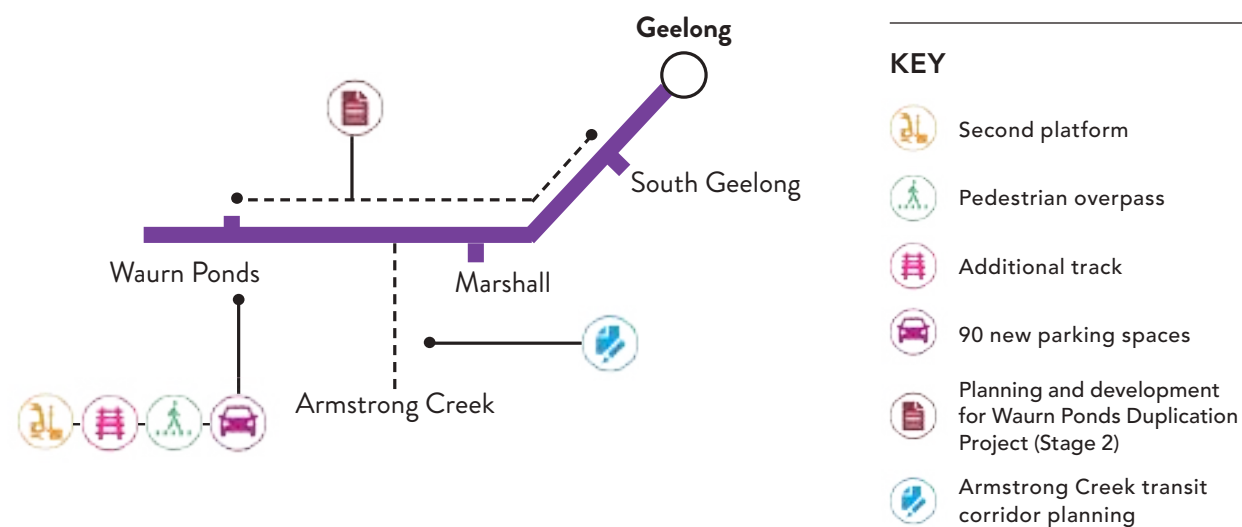 Geelong
South Geelong
Waurn Ponds
Marshall
Armstrong Creek
KEY
Second platform
Pedestrian overpass
Additional track
90 new parking spaces
Planning and development
for Waurn Ponds Duplication
Project (Stage 2)
Armstrong Creek transit
corridor planning